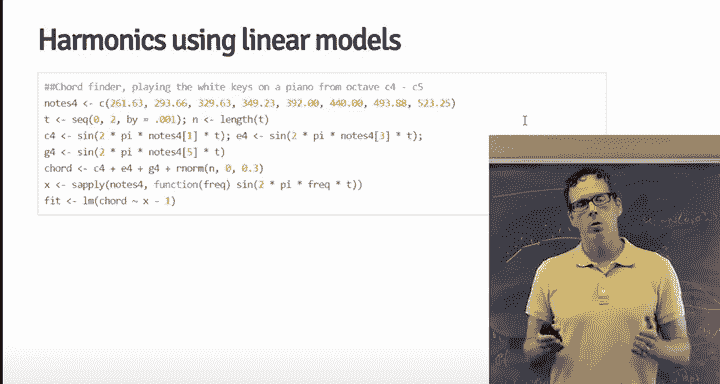 Harmonics using linear models
##Chord finder, playing the white keys on a piano from octave c4 - c5
notes4 <- c(261.63, 293.66, 329.63, 349.23, 392.00, 440.00, 493.88, 523.25)
t <- seq(0, 2, by = .001); n <- length(t)
c4 <- sin(2 * pi * notes4[1] * t); e4 <- sin(2 * pi * notes4[3] * t);
g4 <- sin(2 * pi * notes4[5] * t)
chord <- c4 + e4 + g4 + rnorm(n, 0, 0.3)
x <- sapply(notes4, function(freq) sin(2 * pi * freq * t))
fit <- lm(chord ~ x - 1)